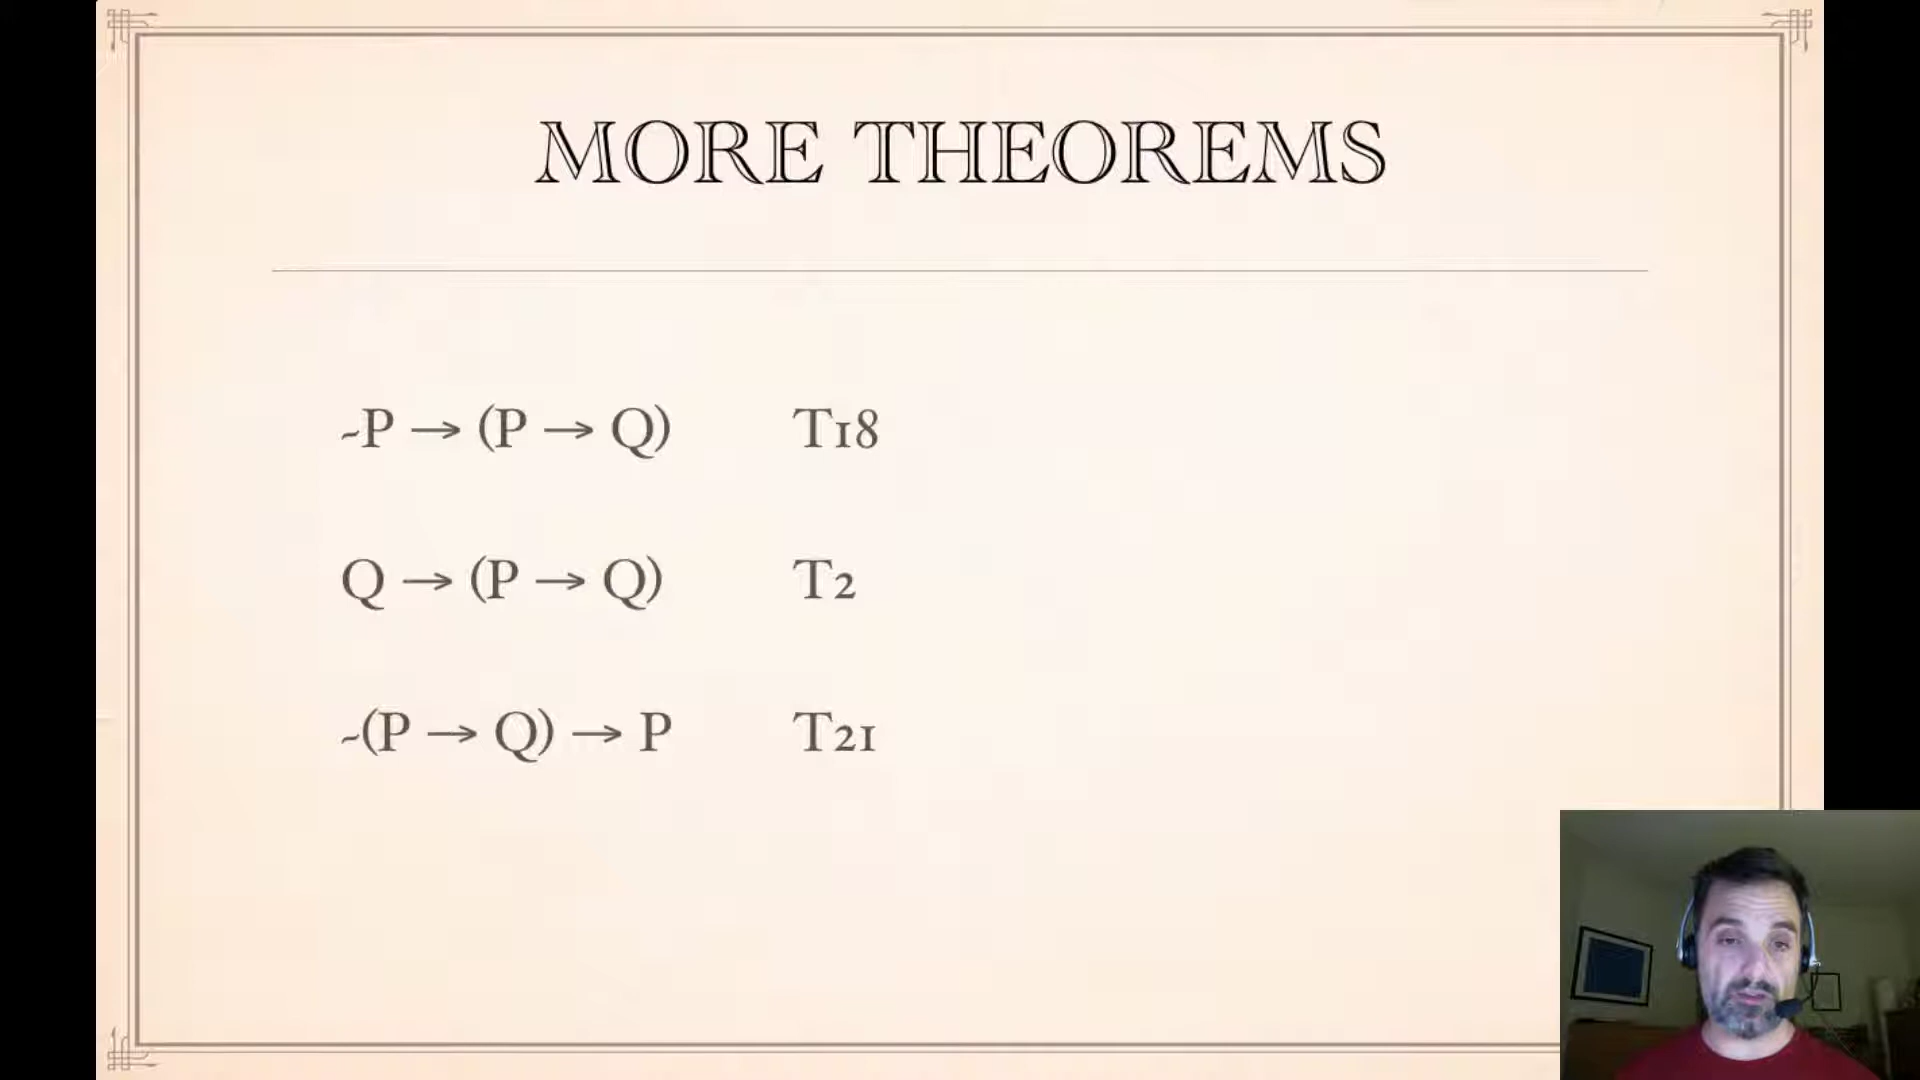 MORE THEOREMS
~P → (P → Q) T18
Q → (P → Q) T2
~(P → Q) → P T21